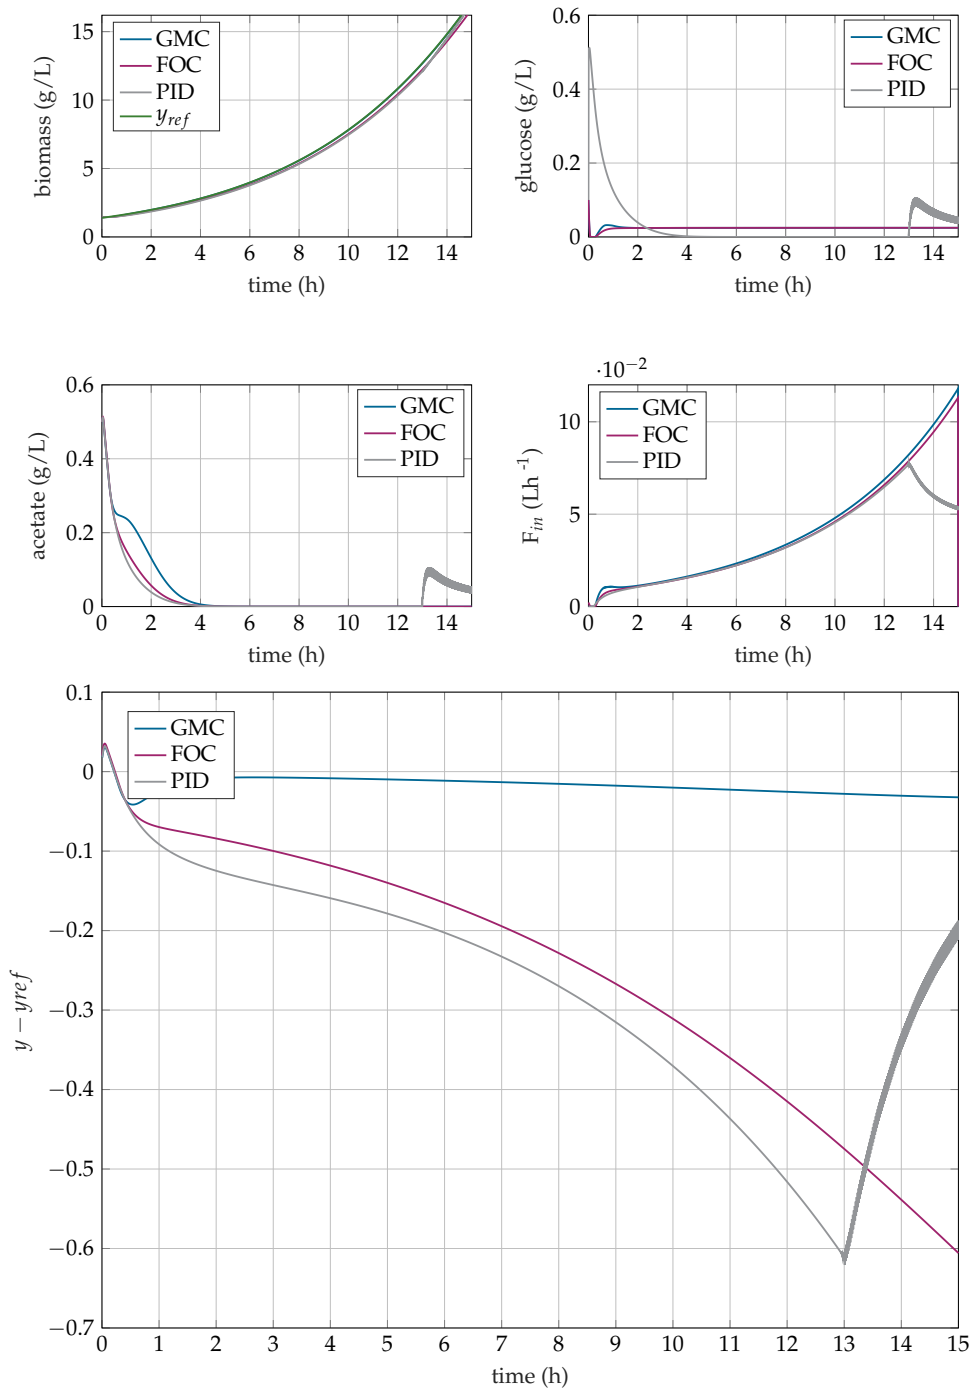 GMC
FOC
PID
y_ref
15
10
5
0
biomass (g/L)
0 2 4 6 8 10 12 14
time (h)
GMC
FOC
PID
0.6
0.4
0.2
0
glucose (g/L)
0 2 4 6 8 10 12 14
time (h)
GMC
FOC
PID
0.6
0.4
0.2
0
acetate (g/L)
0 2 4 6 8 10 12 14
time (h)
·10⁻²
GMC
FOC
PID
10
5
0
F_in (Lh -1)
0 2 4 6 8 10 12 14
time (h)
GMC
FOC
PID
0.1
0
−0.1
−0.2
−0.3
−0.4
−0.5
−0.6
−0.7
y − yref
0 1 2 3 4 5 6 7 8 9 10 11 12 13 14 15
time (h)